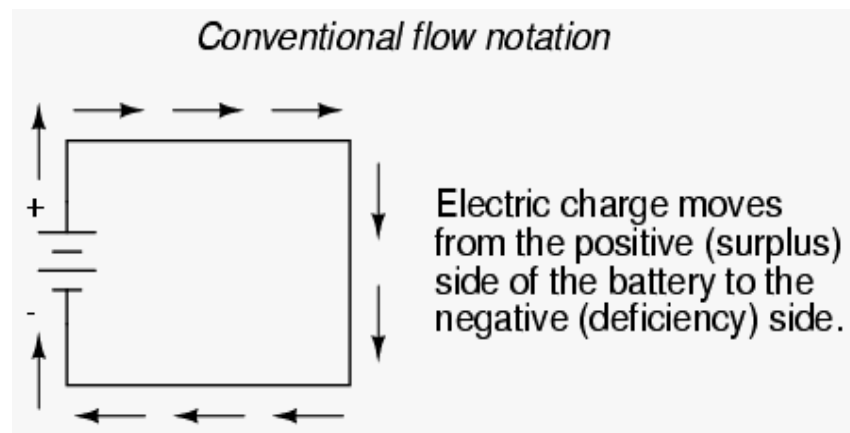 Conventional flow notation
+
-
Electric charge moves
from the positive (surplus)
side of the battery to the
negative (deficiency) side.